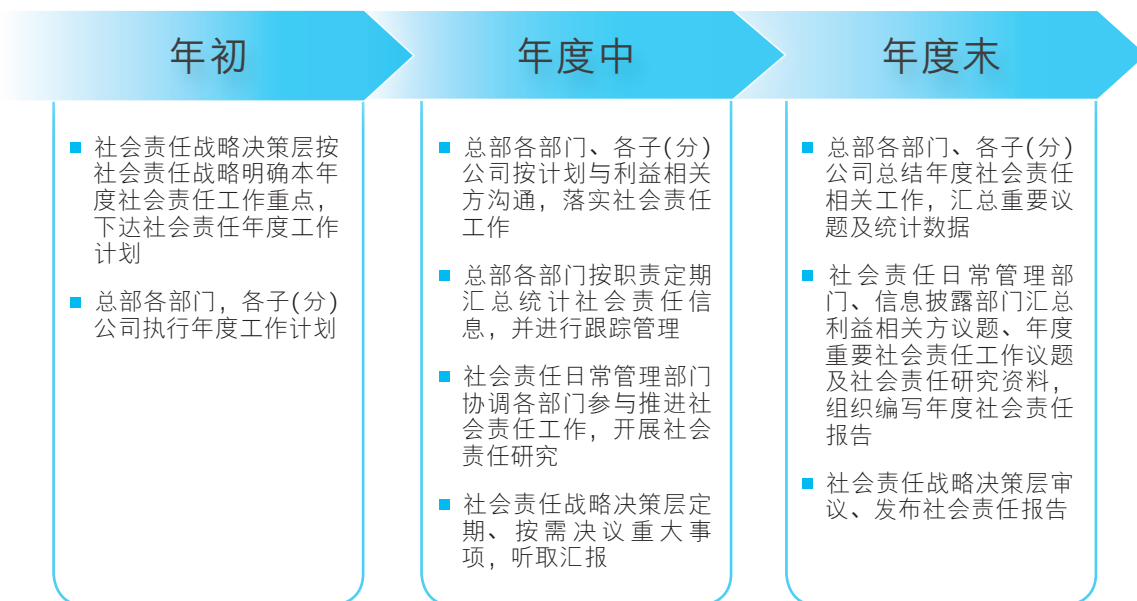 年初
社会责任战略决策层按
社会责任战略明确本年
度社会责任工作重点，
下达社会责任年度工作
计划
总部各部门，各子(分)
公司执行年度工作计划
年度中
总部各部门、各子(分)
公司按计划与利益相关
方沟通，落实社会责任
工作
总部各部门按职责定期
汇总统计社会责任信
息，并进行跟踪管理
社会责任日常管理部门
协调各部门参与推进社
会责任工作，开展社会
责任研究
社会责任战略决策层定
期、按需决议重大事
项，听取汇报
年度末
总部各部门、各子(分)
公司总结年度社会责任
相关工作，汇总重要议
题及统计数据
社会责任日常管理部
门、信息披露部门汇总
利益相关方议题、年度
重要社会责任工作议题
及社会责任研究资料，
组织编写年度社会责任
报告
社会责任战略决策层审
议、发布社会责任报告